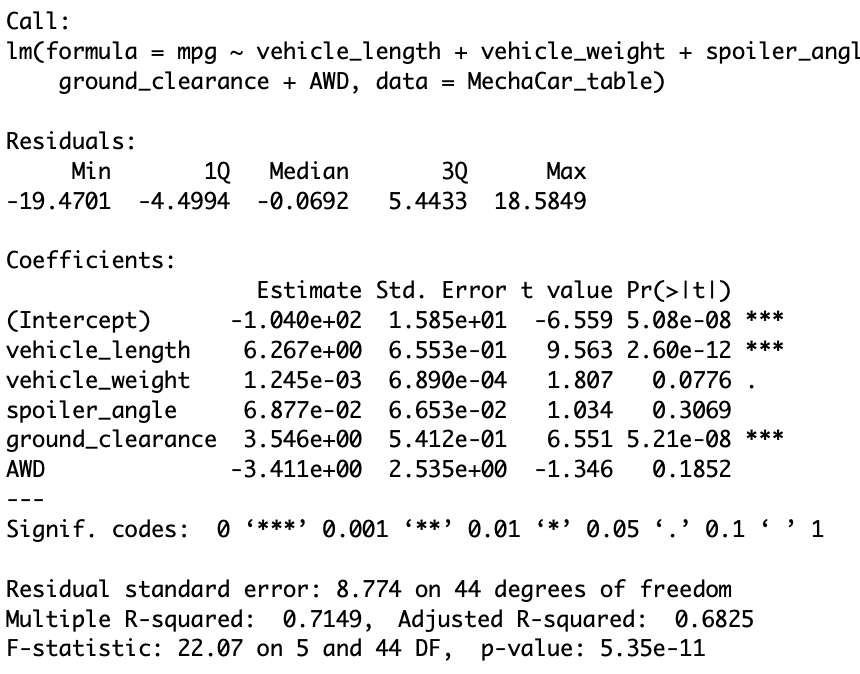 Call:
lm(formula = mpg ~ vehicle_length + vehicle_weight + spoiler_angl
    ground_clearance + AWD, data = MechaCar_table)

Residuals:
     Min       1Q   Median       3Q      Max
-19.4701  -4.4994  -0.0692   5.4433  18.5849

Coefficients:
                   Estimate Std. Error t value Pr(>|t|)
(Intercept)      -1.040e+02  1.585e+01  -6.559 5.08e-08 ***
vehicle_length    6.267e+00  6.553e-01   9.563 2.60e-12 ***
vehicle_weight    1.245e-03  6.890e-04   1.807   0.0776 .
spoiler_angle     6.877e-02  6.653e-02   1.034   0.3069
ground_clearance  3.546e+00  5.412e-01   6.551 5.21e-08 ***
AWD              -3.411e+00  2.535e+00  -1.346   0.1852
---
Signif. codes:  0 ‘***’ 0.001 ‘**’ 0.01 ‘*’ 0.05 ‘.’ 0.1 ‘ ’ 1

Residual standard error: 8.774 on 44 degrees of freedom
Multiple R-squared:  0.7149, Adjusted R-squared:  0.6825
F-statistic: 22.07 on 5 and 44 DF,  p-value: 5.35e-11